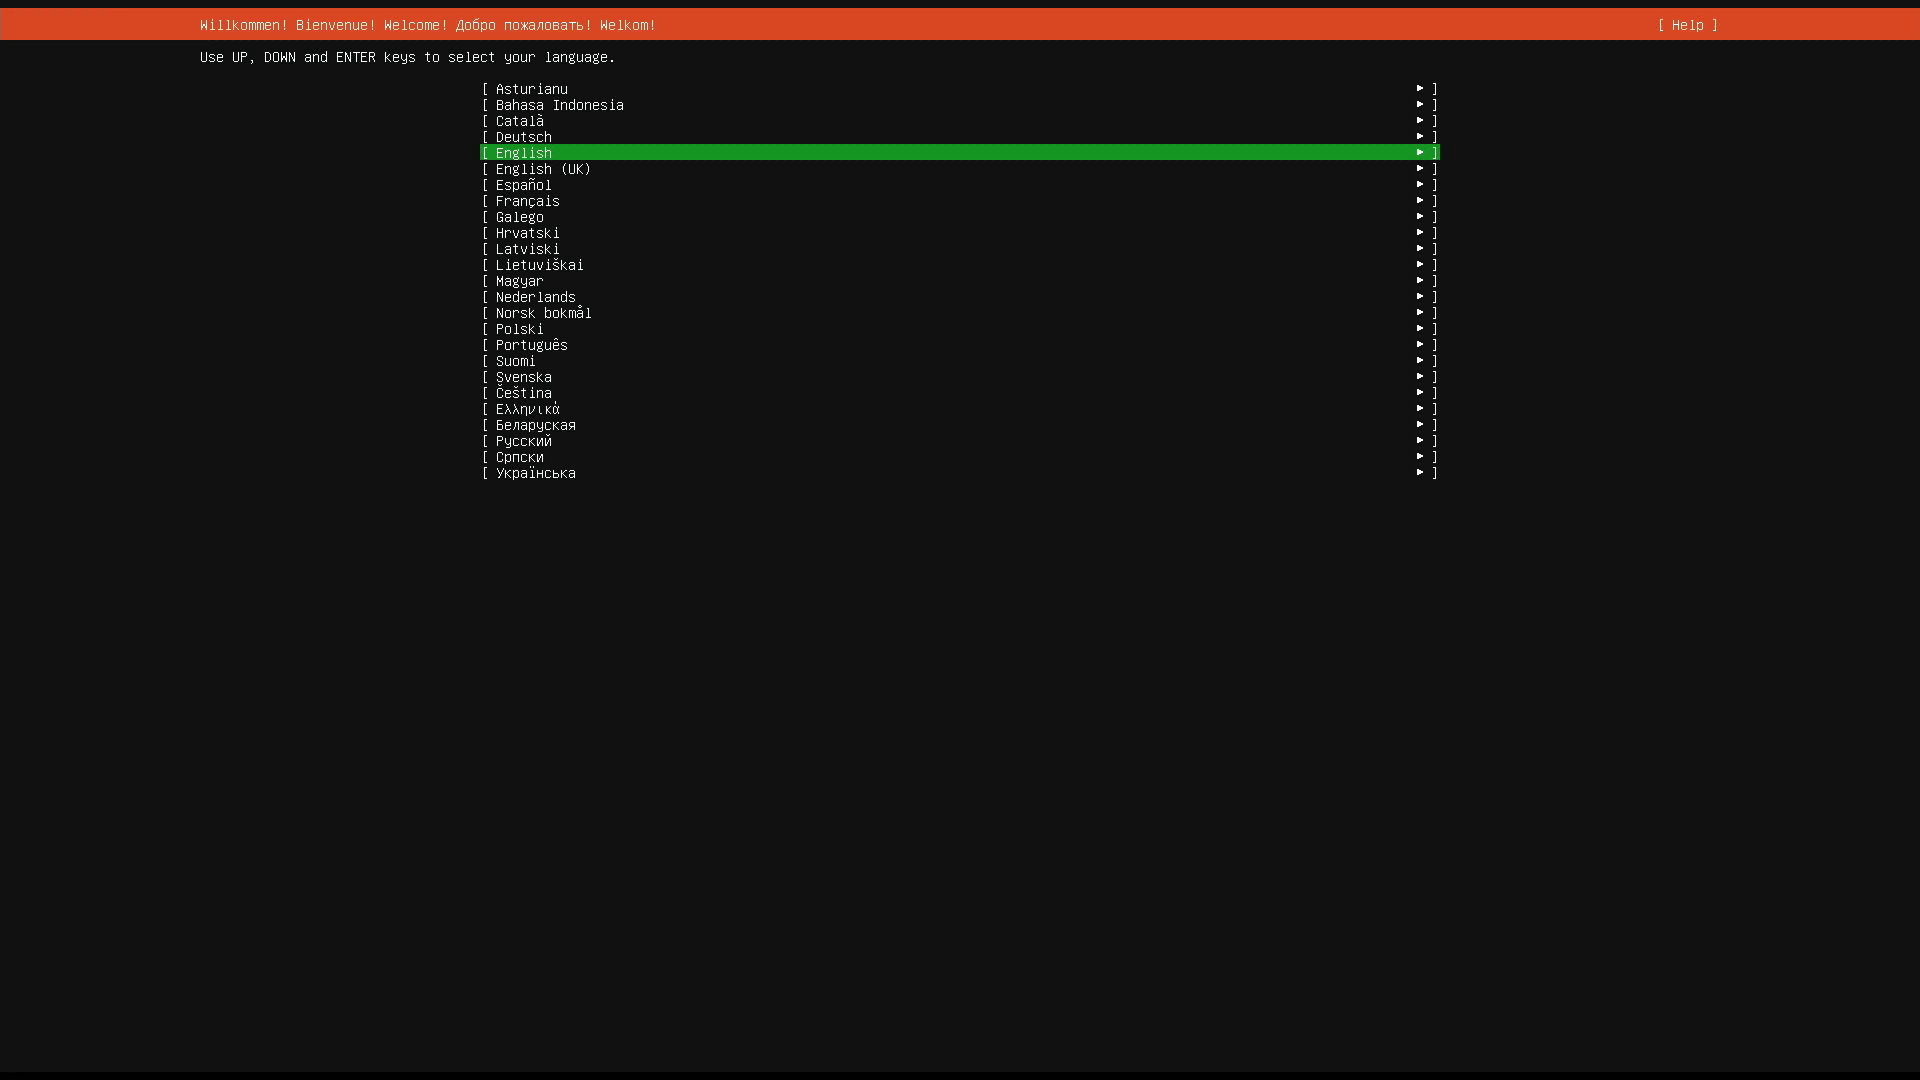 Willkommen! Bienvenue! Welcome! Добро пожаловать! Welkom! [ Help ]
Use UP, DOWN and ENTER keys to select your language.
[ Asturianu ▸ ]
[ Bahasa Indonesia ▸ ]
[ Català ▸ ]
[ Deutsch ▸ ]
[ English ▸ ]
[ English (UK) ▸ ]
[ Español ▸ ]
[ Français ▸ ]
[ Galego ▸ ]
[ Hrvatski ▸ ]
[ Latviski ▸ ]
[ Lietuviškai ▸ ]
[ Magyar ▸ ]
[ Nederlands ▸ ]
[ Norsk bokmål ▸ ]
[ Polski ▸ ]
[ Português ▸ ]
[ Suomi ▸ ]
[ Svenska ▸ ]
[ Čeština ▸ ]
[ Ελληνικά ▸ ]
[ Беларуская ▸ ]
[ Русский ▸ ]
[ Српски ▸ ]
[ Українська ▸ ]